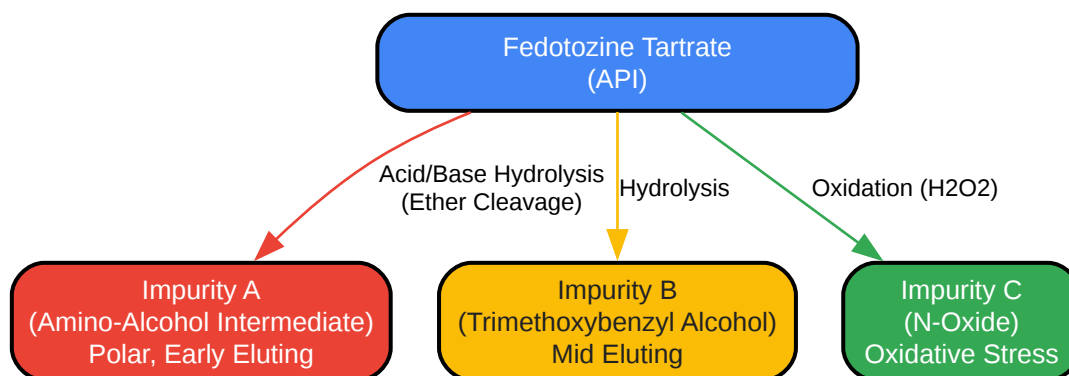 Fedotozine Tartrate
(API)
Acid/Base Hydrolysis
(Ether Cleavage)
Hydrolysis
Oxidation (H2O2)
Impurity A
(Amino-Alcohol Intermediate)
Polar, Early Eluting
Impurity B
(Trimethoxybenzyl Alcohol)
Mid Eluting
Impurity C
(N-Oxide)
Oxidative Stress